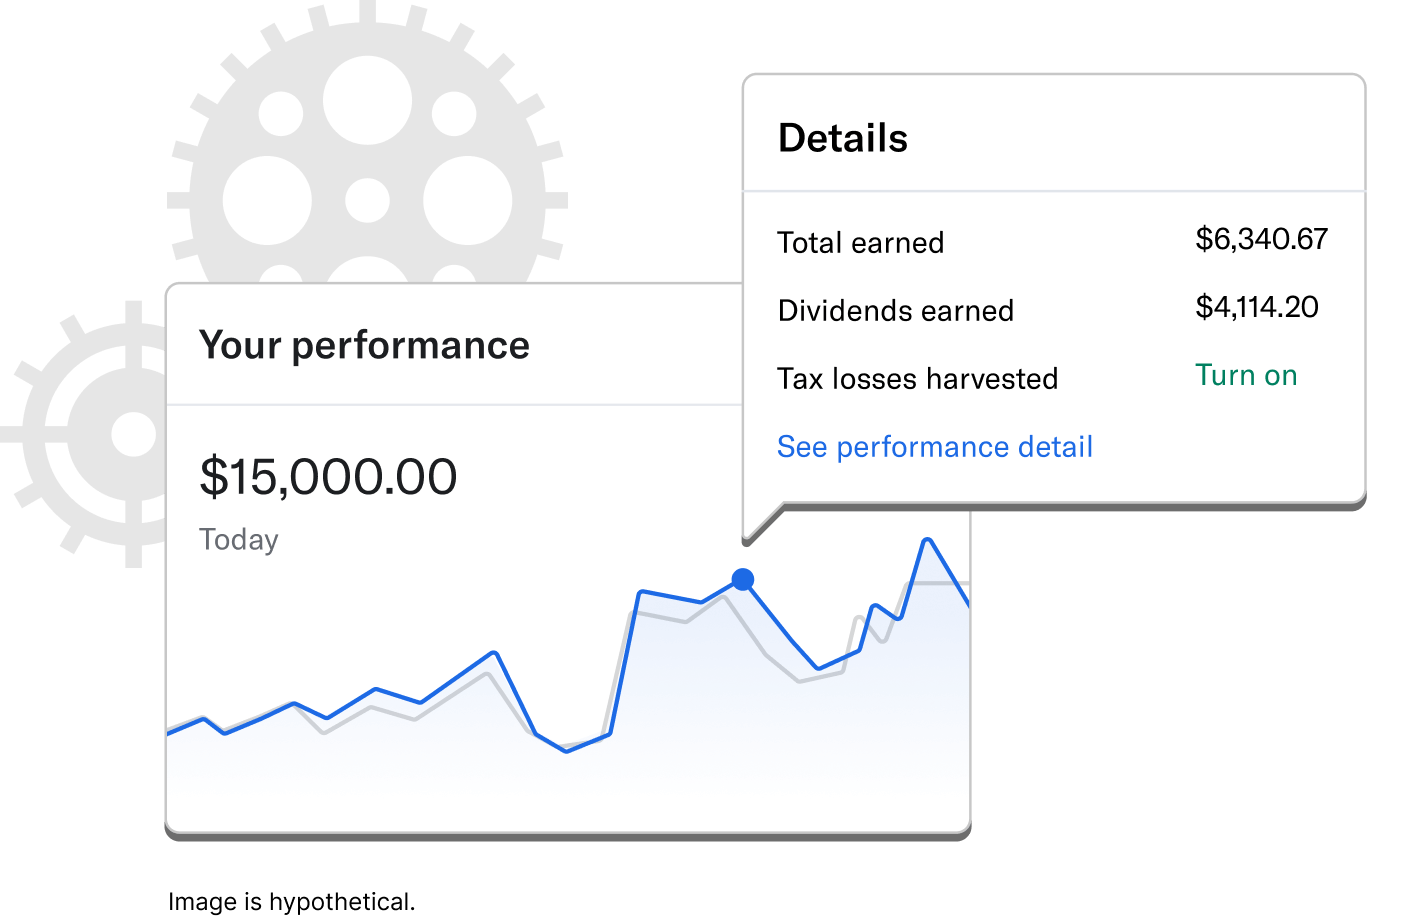 Details
Total earned $6,340.67
Dividends earned $4,114.20
Tax losses harvested Turn on
See performance detail
Your performance
$15,000.00
Today
Image is hypothetical.